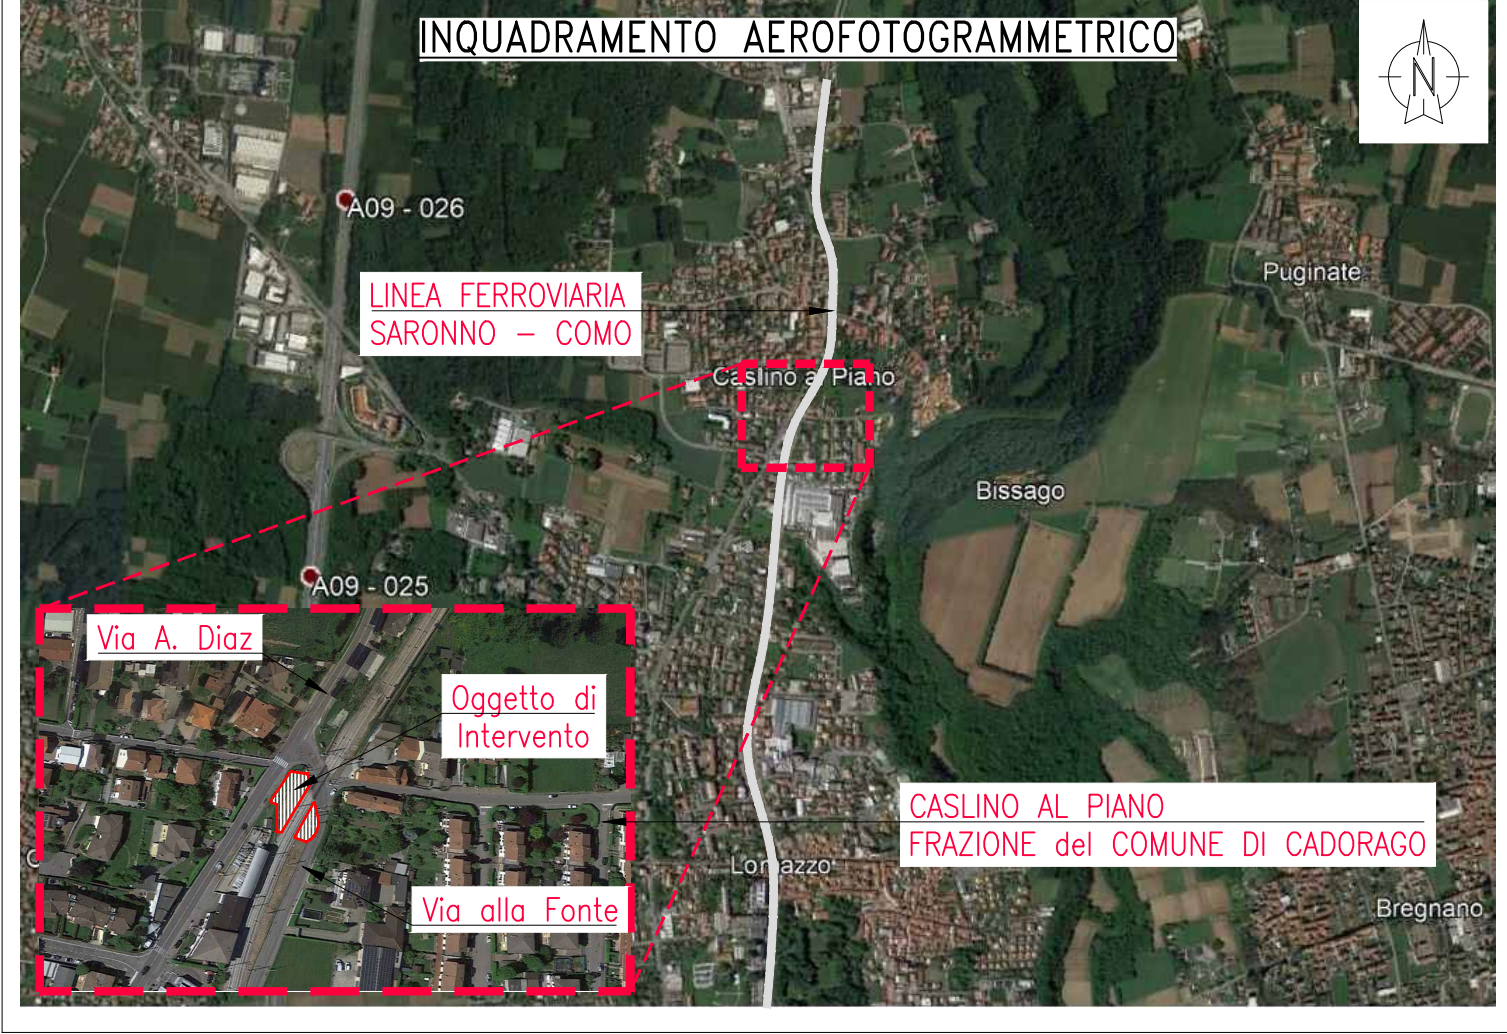 INQUADRAMENTO AEROFOTOGRAMMETRICO
N
A09 - 026
Puginate
LINEA FERROVIARIA
SARONNO - COMO
Caslino al Piano
Bissago
A09 - 025
Via A. Diaz
Oggetto di
Intervento
CASLINO AL PIANO
FRAZIONE del COMUNE DI CADORAGO
Lomazzo
Via alla Fonte
Bregnano